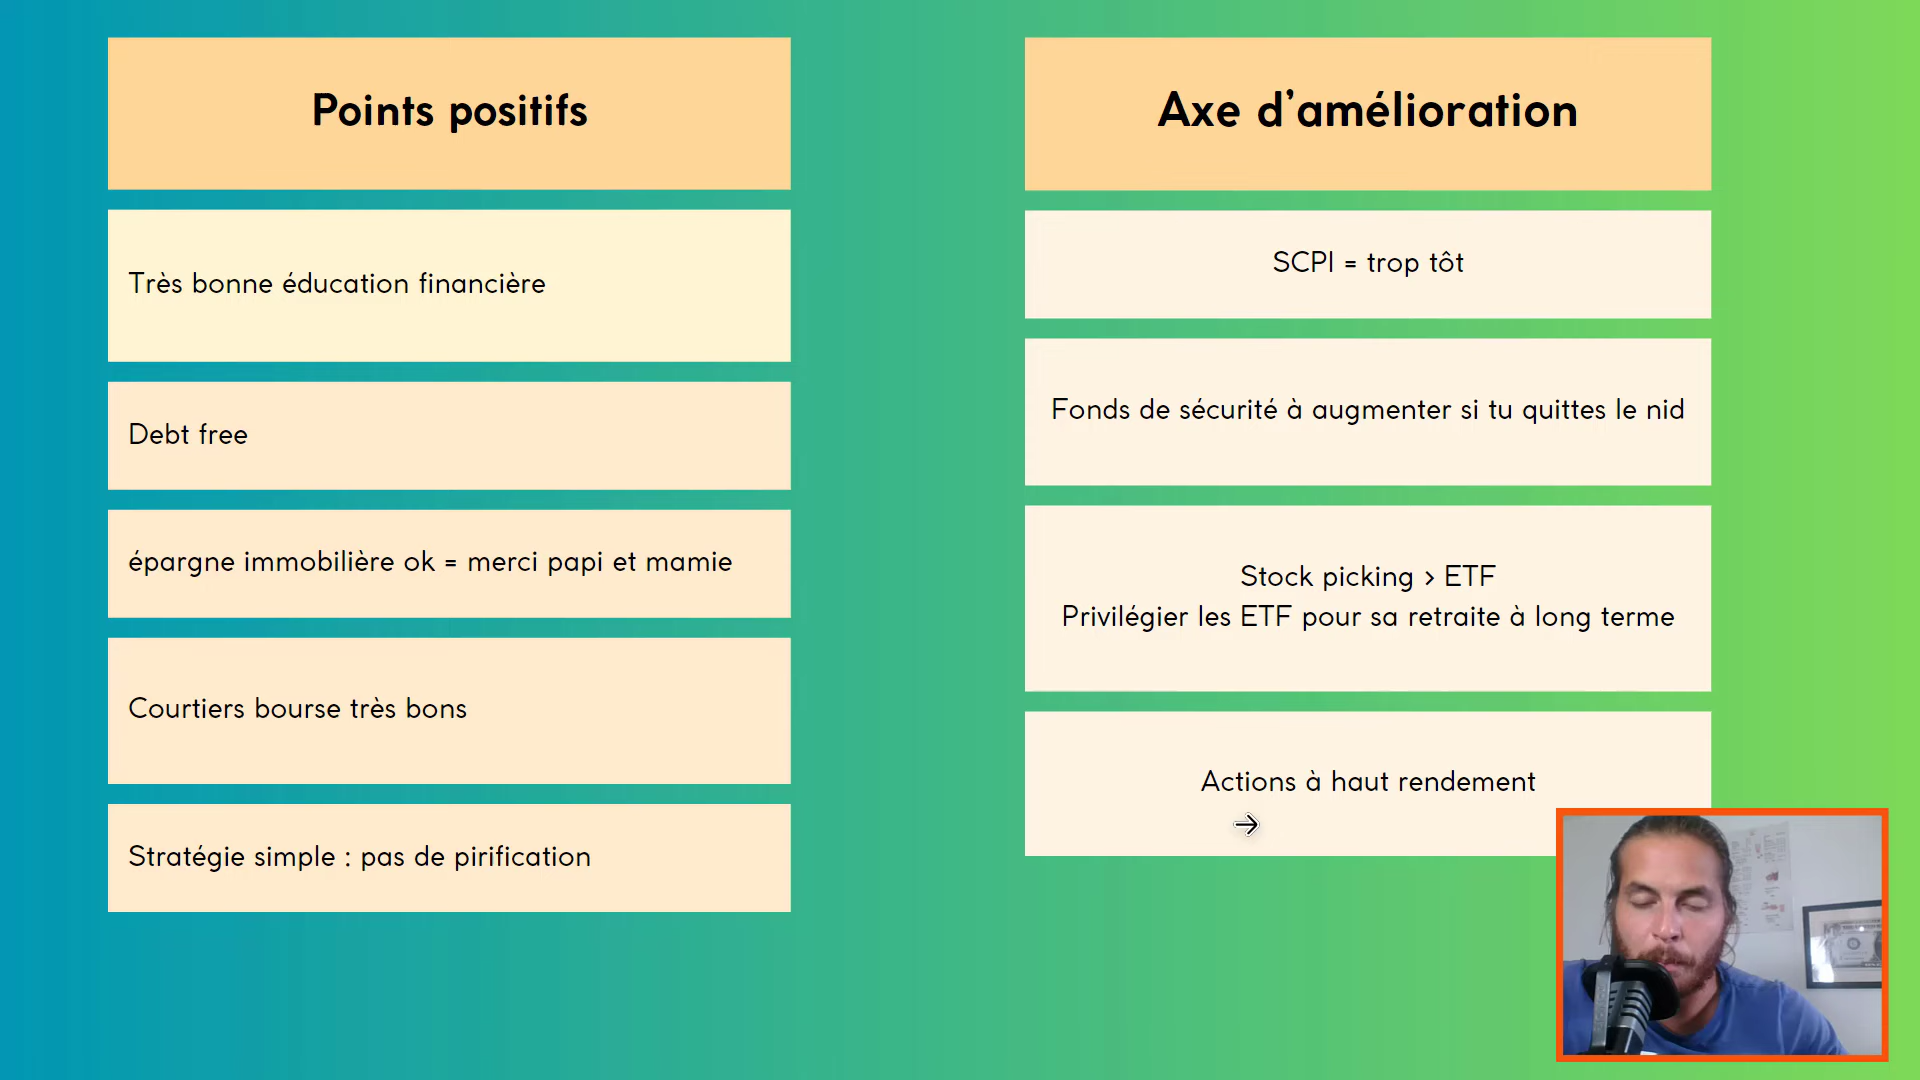 Points positifs
Très bonne éducation financière
Debt free
épargne immobilière ok = merci papi et mamie
Courtiers bourse très bons
Stratégie simple : pas de pirification
Axe d'amélioration
SCPI = trop tôt
Fonds de sécurité à augmenter si tu quittes le nid
Stock picking > ETF
Privilégier les ETF pour sa retraite à long terme
Actions à haut rendement
→